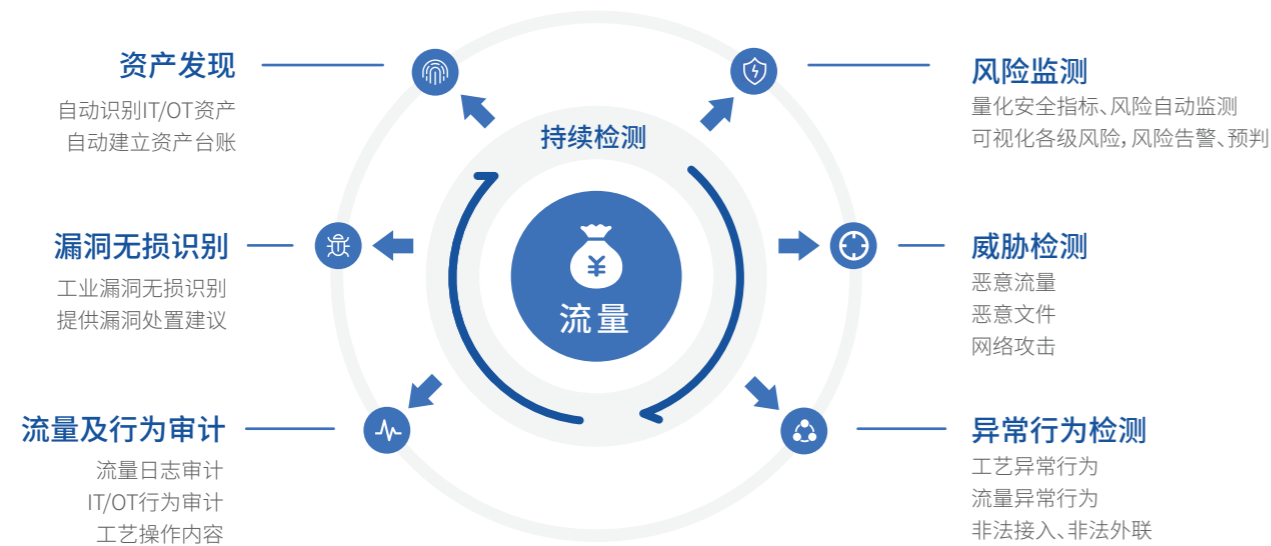 资产发现
自动识别IT/OT资产
自动建立资产台账
漏洞无损识别
工业漏洞无损识别
提供漏洞处置建议
流量及行为审计
流量日志审计
IT/OT行为审计
工艺操作内容
持续检测
¥
流量
风险监测
量化安全指标、风险自动监测
可视化各级风险，风险告警、预判
威胁检测
恶意流量
恶意文件
网络攻击
异常行为检测
工艺异常行为
流量异常行为
非法接入、非法外联